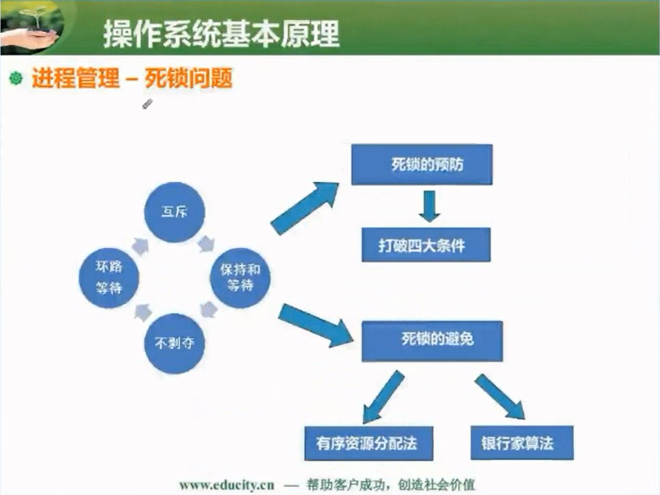 操作系统基本原理
进程管理 – 死锁问题
死锁的预防
互斥
打破四大条件
环路
等待
保持和
等待
不剥夺
死锁的避免
有序资源分配法
银行家算法
www.educity.cn — 帮助客户成功，创造社会价值